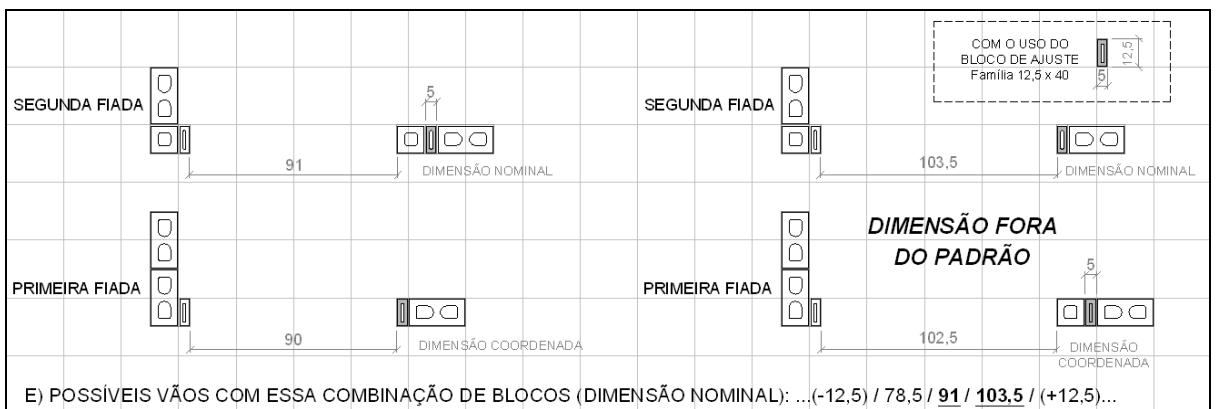 COM O USO DO
BLOCO DE AJUSTE
Família 12,5 x 40
12,5
5
SEGUNDA FIADA
5
91
DIMENSÃO NOMINAL
SEGUNDA FIADA
103,5
DIMENSÃO NOMINAL
DIMENSÃO FORA
DO PADRÃO
PRIMEIRA FIADA
90
DIMENSÃO COORDENADA
PRIMEIRA FIADA
5
102,5
DIMENSÃO
COORDENADA
E) POSSÍVEIS VÃOS COM ESSA COMBINAÇÃO DE BLOCOS (DIMENSÃO NOMINAL): ...(-12,5) / 78,5 / 91 / 103,5 / (+12,5)...